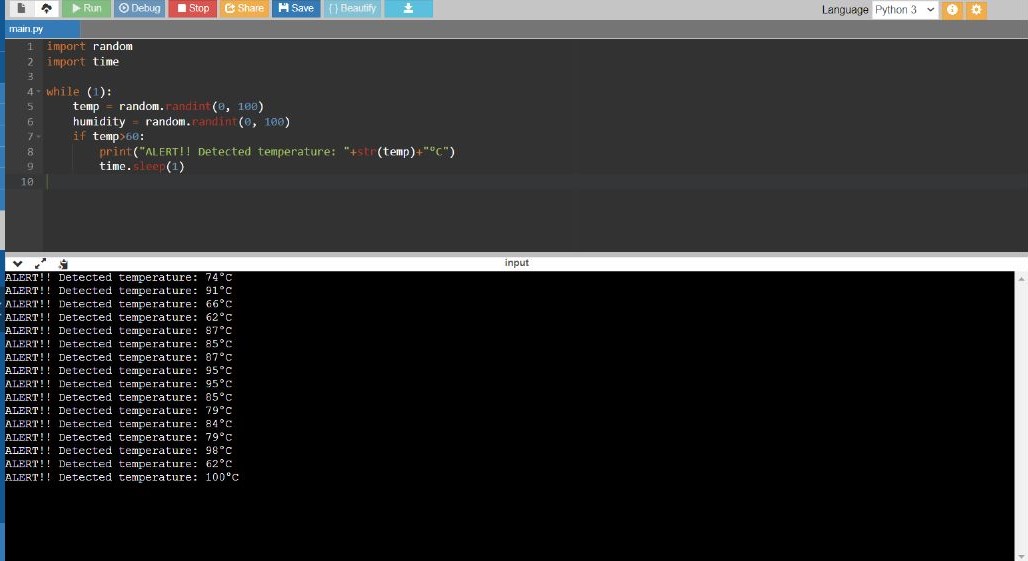 Run Debug Stop Share Save { } Beautify Language Python 3
main.py
1 import random
2 import time
3
4 while (1):
5 temp = random.randint(0, 100)
6 humidity = random.randint(0, 100)
7 if temp>60:
8 print("ALERT!! Detected temperature: "+str(temp)+"°C")
9 time.sleep(1)
10
input
ALERT!! Detected temperature: 74°C
ALERT!! Detected temperature: 91°C
ALERT!! Detected temperature: 66°C
ALERT!! Detected temperature: 62°C
ALERT!! Detected temperature: 87°C
ALERT!! Detected temperature: 85°C
ALERT!! Detected temperature: 87°C
ALERT!! Detected temperature: 95°C
ALERT!! Detected temperature: 95°C
ALERT!! Detected temperature: 85°C
ALERT!! Detected temperature: 79°C
ALERT!! Detected temperature: 84°C
ALERT!! Detected temperature: 79°C
ALERT!! Detected temperature: 98°C
ALERT!! Detected temperature: 62°C
ALERT!! Detected temperature: 100°C